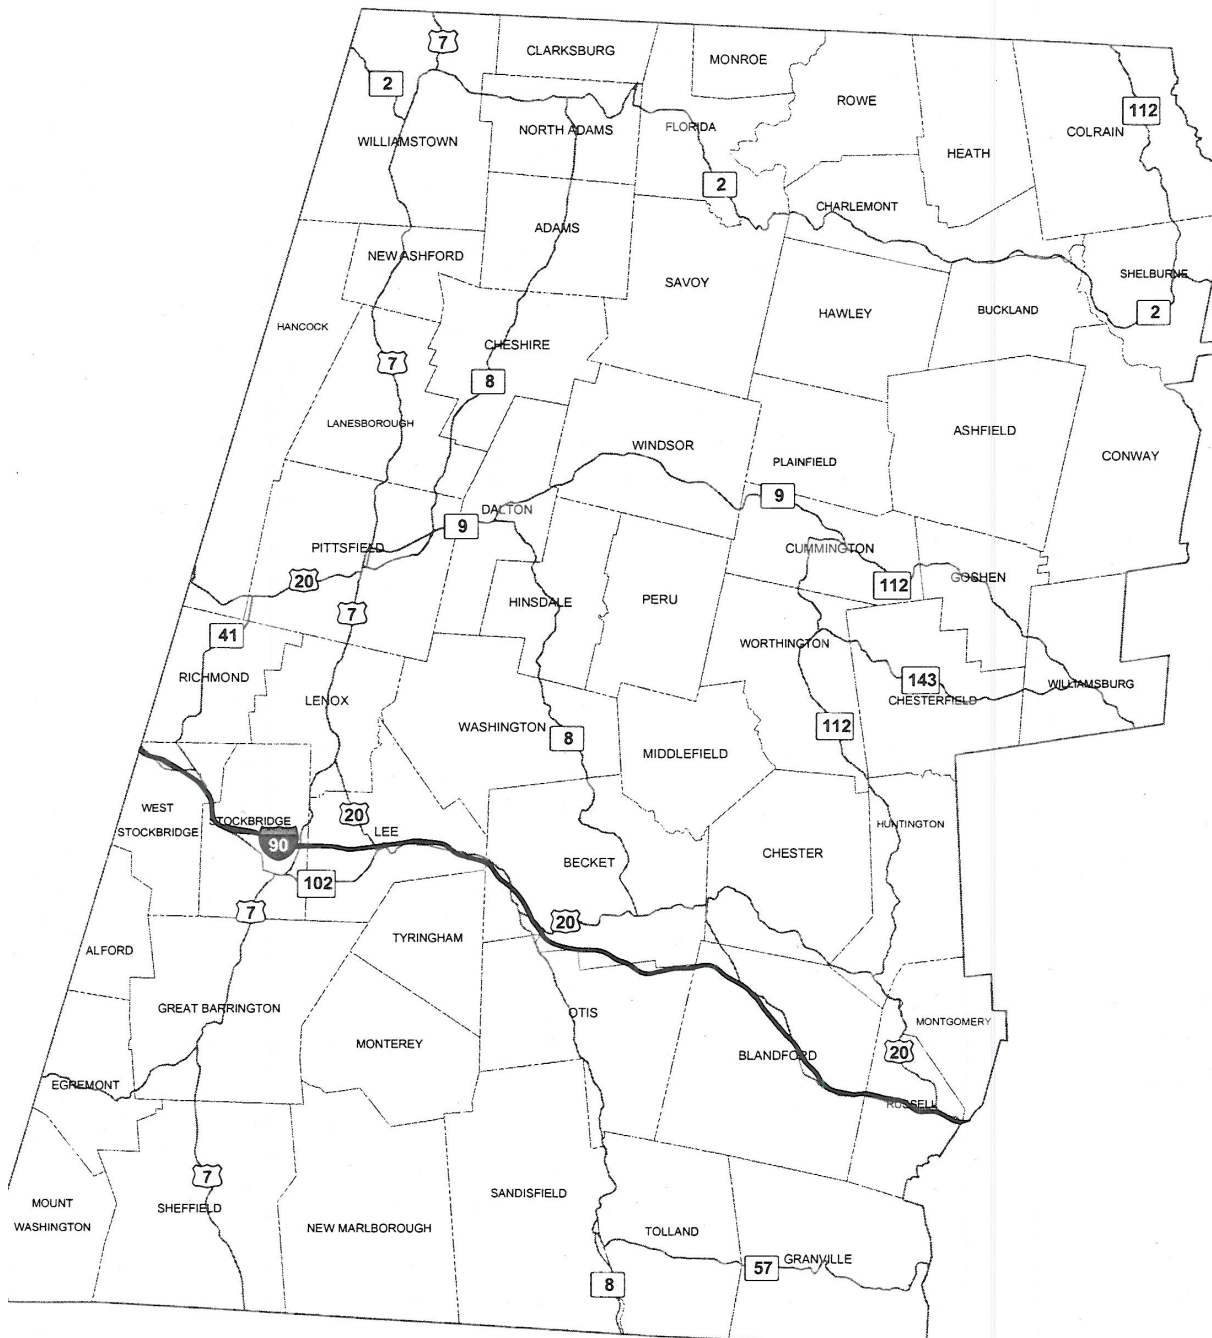 7
CLARKSBURG
MONROE
2
ROWE
112
NORTH ADAMS
FLORIDA
COLRAIN
WILLIAMSTOWN
HEATH
2
CHARLEMONT
ADAMS
NEW ASHFORD
SHELBURNE
SAVOY
HAWLEY
BUCKLAND
2
HANCOCK
CHESHIRE
7
8
LANESBOROUGH
ASHFIELD
WINDSOR
CONWAY
PLAINFIELD
9
DALTON
9
PITTSFIELD
CUMMINGTON
20
112
GOSHEN
HINSDALE
PERU
7
41
WORTHINGTON
RICHMOND
143
WILLIAMSBURG
LENOX
CHESTERFIELD
WASHINGTON
112
8
MIDDLEFIELD
WEST
STOCKBRIDGE
20
STOCKBRIDGE
LEE
HUNTINGTON
90
CHESTER
BECKET
102
7
20
TYRINGHAM
ALFORD
GREAT BARRINGTON
OTIS
MONTGOMERY
MONTEREY
20
BLANDFORD
EGREMONT
RUSSELL
7
SANDISFIELD
MOUNT
WASHINGTON
SHEFFIELD
NEW MARLBOROUGH
TOLLAND
GRANVILLE
57
8